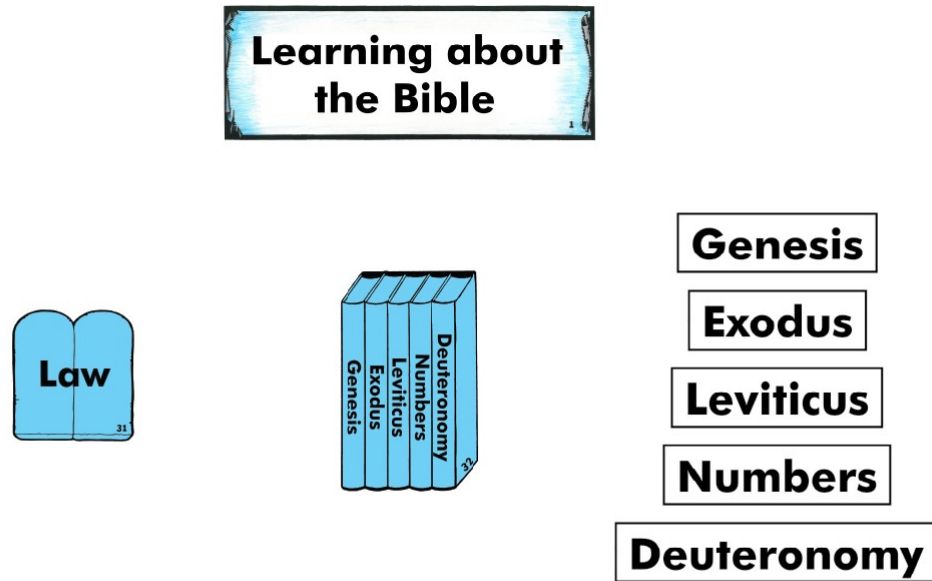 Learning about
the Bible
1
Law
31
Genesis
Exodus
Leviticus
Numbers
Deuteronomy
32
Genesis
Exodus
Leviticus
Numbers
Deuteronomy